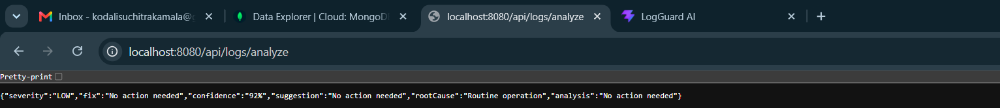 Inbox - kodalisuchitrakamala@g
Data Explorer | Cloud: MongoD
localhost:8080/api/logs/analyze
LogGuard AI
localhost:8080/api/logs/analyze
Pretty-print
{"severity":"LOW","fix":"No action needed","confidence":"92%","suggestion":"No action needed","rootCause":"Routine operation","analysis":"No action needed"}